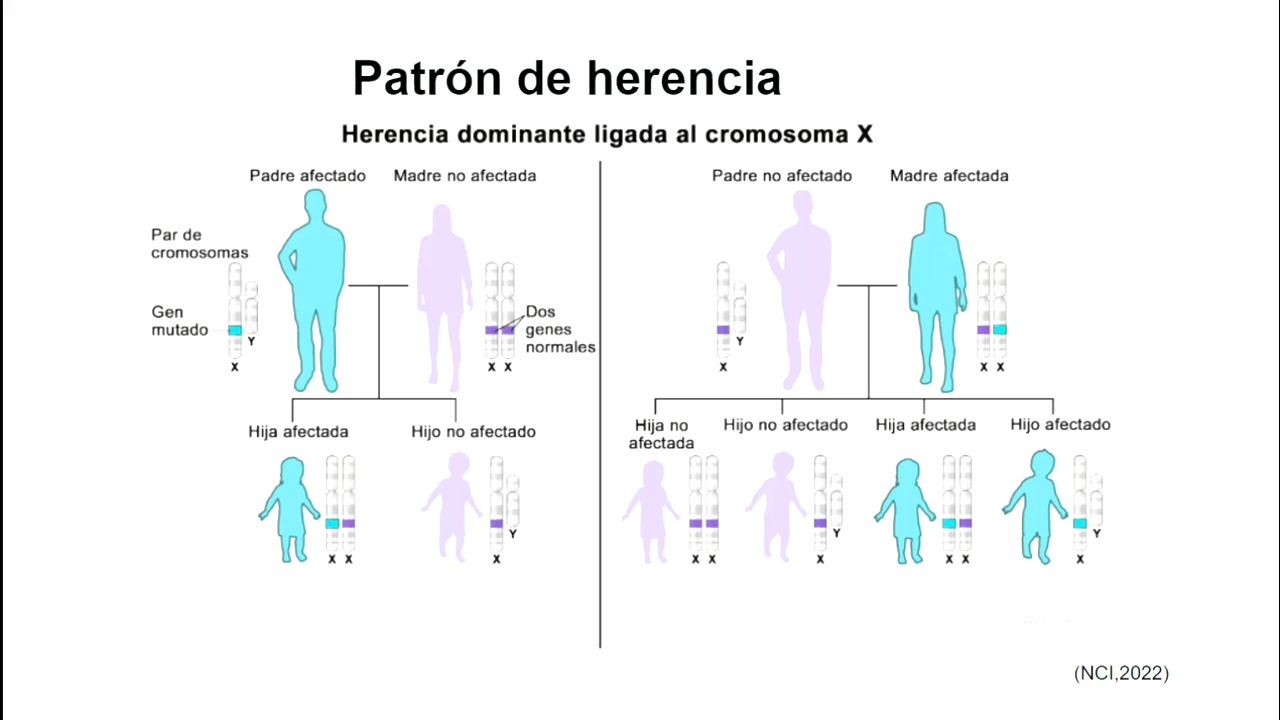 Patrón de herencia
Herencia dominante ligada al cromosoma X
Padre afectado
Madre no afectada
Par de
cromosomas
Gen
mutado
Y
X
Dos
genes
normales
X X
Hija afectada
Hijo no afectado
X X
Y
X
Padre no afectado
Madre afectada
Y
X
X X
Hija no
afectada
Hijo no afectado
Hija afectada
Hijo afectado
X X
Y
X
X X
Y
X
(NCI,2022)